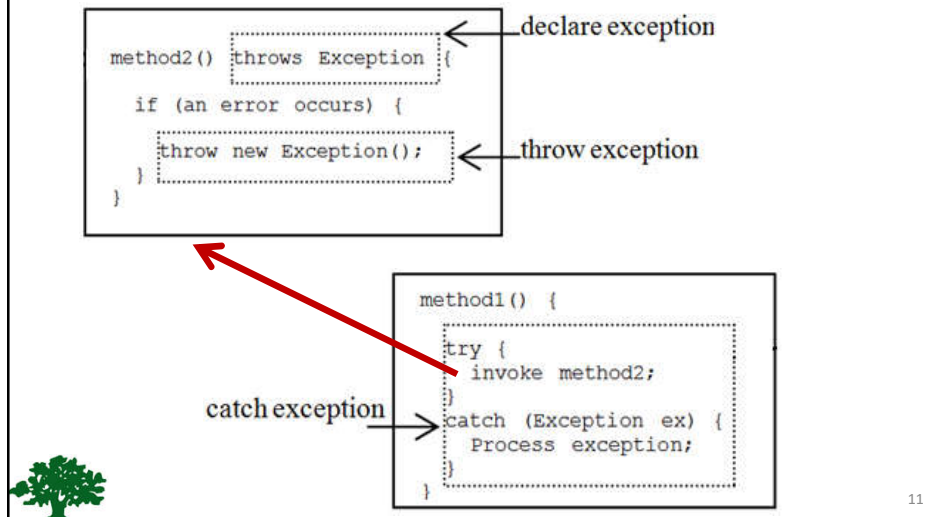 declare exception
method2() throws Exception {
if (an error occurs) {
throw new Exception();
throw exception
}
}
method1() {
try {
invoke method2;
}
catch exception
catch (Exception ex) {
Process exception;
}
}
11